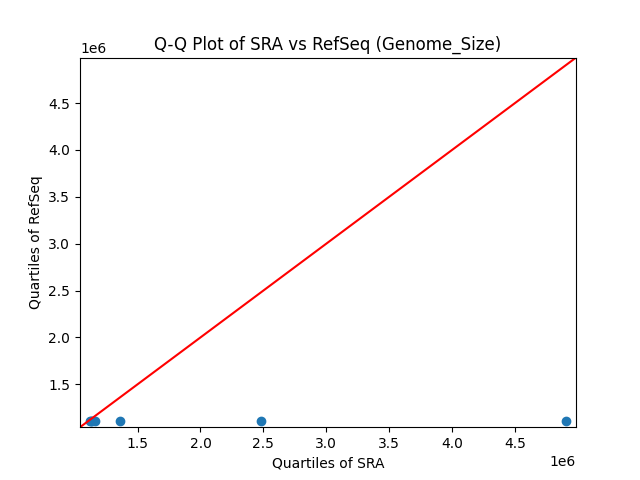 Q-Q Plot of SRA vs RefSeq (Genome_Size)
1e6
4.5
4.0
3.5
3.0
2.5
2.0
1.5
Quartiles of RefSeq
1.5 2.0 2.5 3.0 3.5 4.0 4.5
Quartiles of SRA
1e6